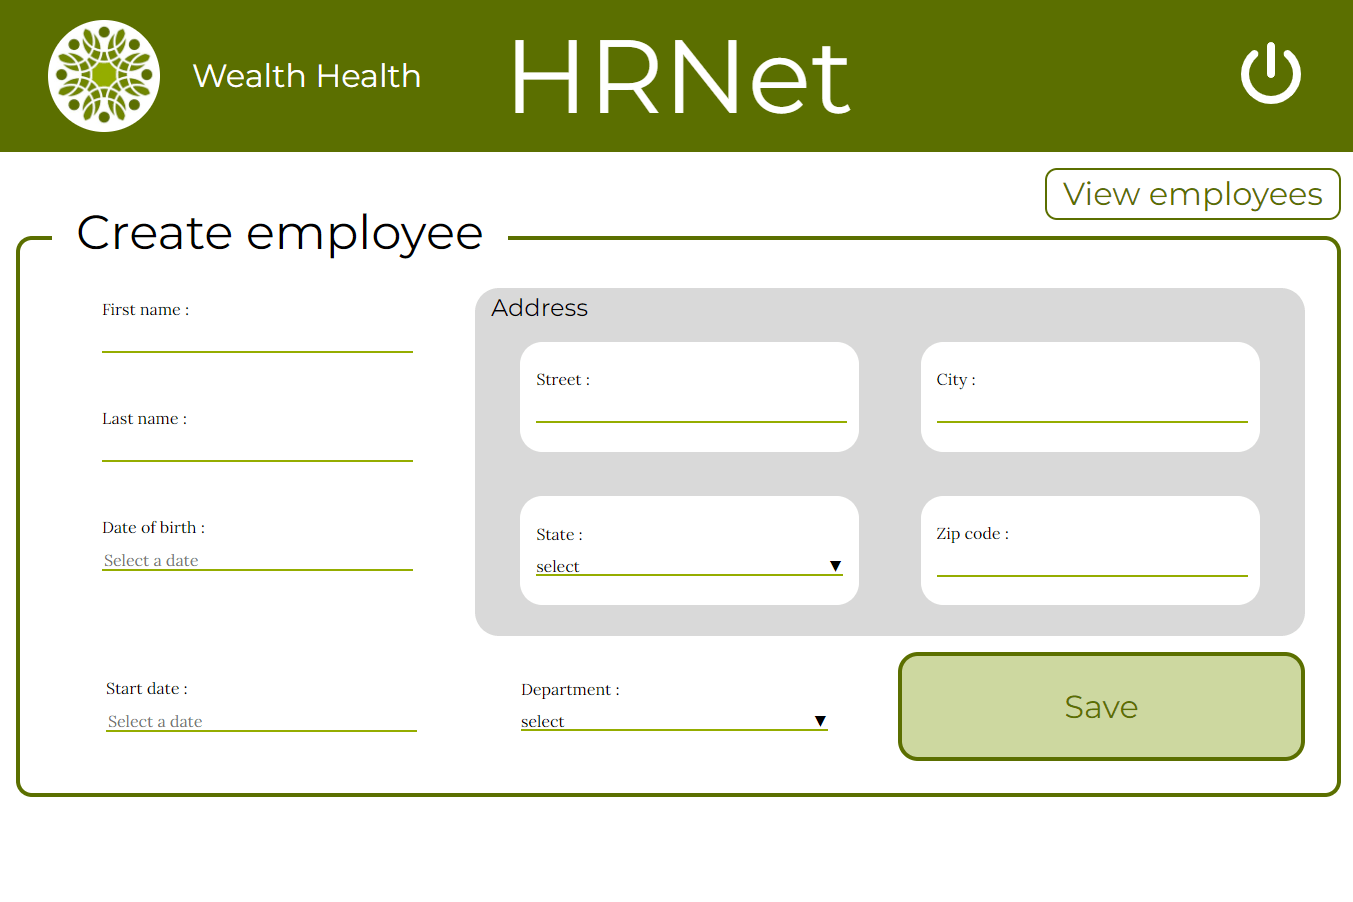 Wealth Health
HRNet
View employees
Create employee
First name :
Last name :
Date of birth :
Select a date
Address
Street :
City :
State :
select ▼
Zip code :
Start date :
Select a date
Department :
select ▼
Save